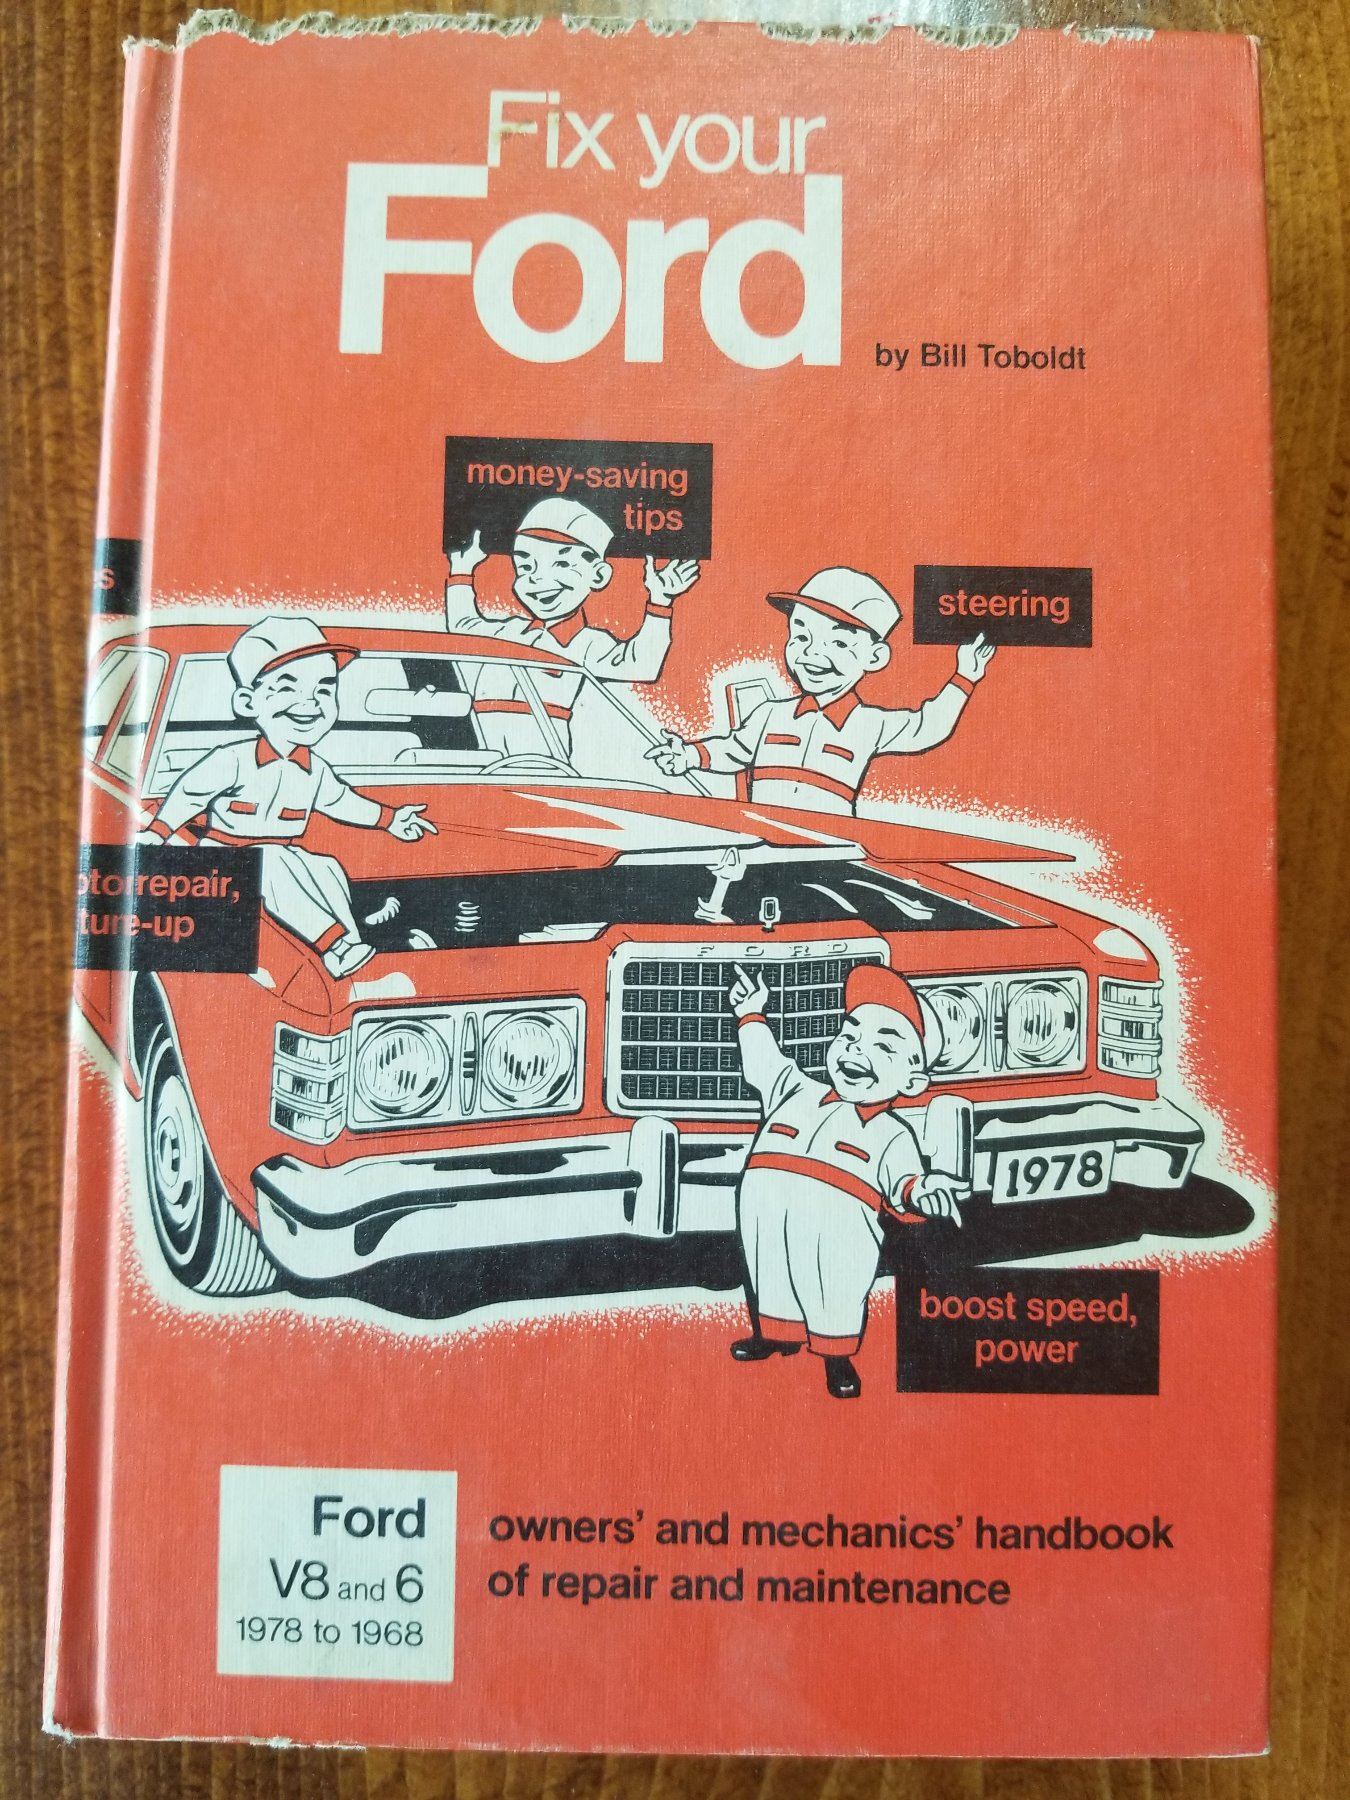 Fix your
Ford
by Bill Toboldt
money-saving
tips
steering
repair,
FORD
1978
boost speed,
power
Ford
V8 and 6
1978 to 1968
owners' and mechanics' handbook
of repair and maintenance